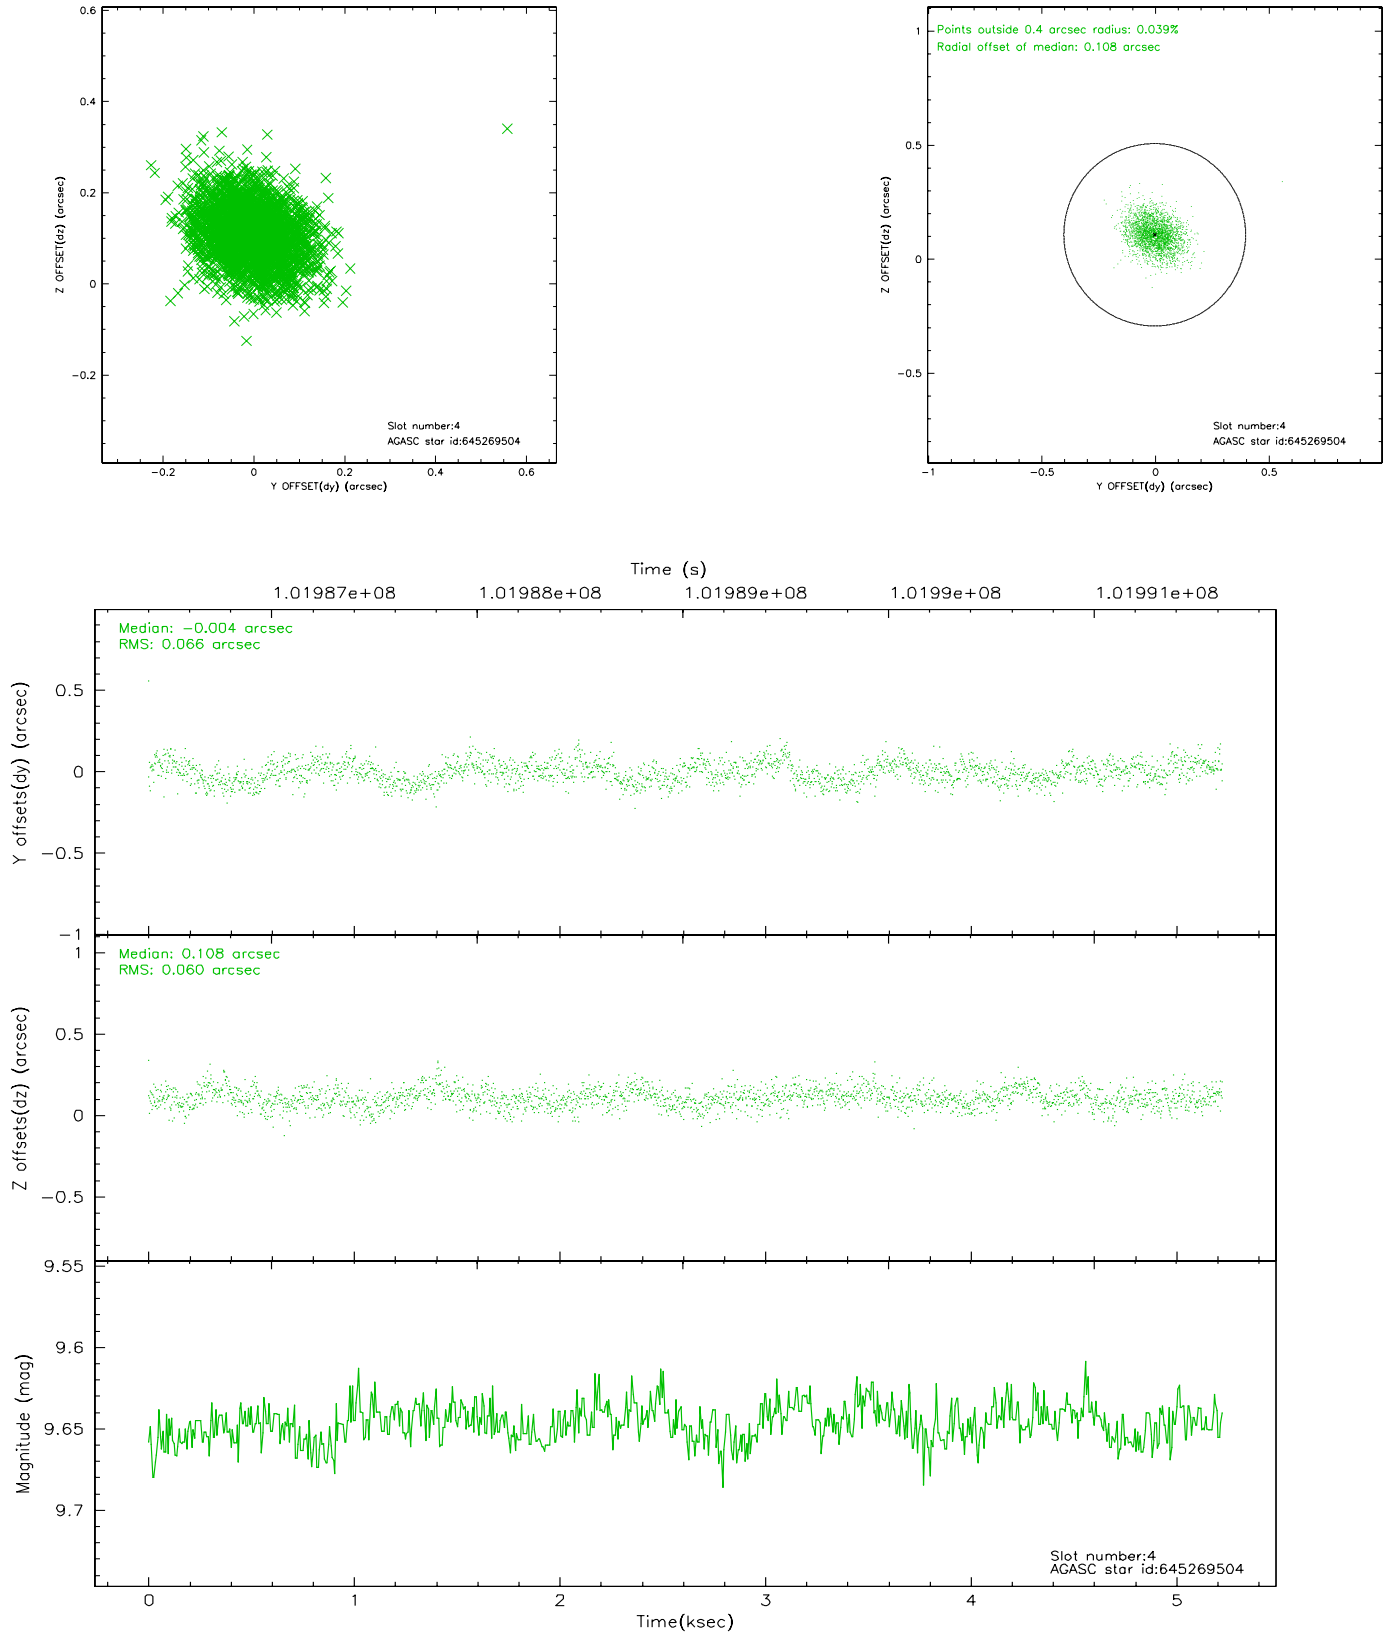 0.6
0.4
0.2
0
−0.2
Z OFFSET(dz) (arcsec)
Slot number:4
AGASC star id:645269504
−0.2 0 0.2 0.4 0.6
Y OFFSET(dy) (arcsec)
Points outside 0.4 arcsec radius: 0.039%
Radial offset of median: 0.108 arcsec
1
0.5
0
−0.5
Z OFFSET(dz) (arcsec)
Slot number:4
AGASC star id:645269504
−1 −0.5 0 0.5
Y OFFSET(dy) (arcsec)
Time (s)
1.01987e+08 1.01988e+08 1.01989e+08 1.0199e+08 1.01991e+08
Median: −0.004 arcsec
RMS: 0.066 arcsec
0.5
0
−0.5
−1
Y offsets(dy) (arcsec)
Median: 0.108 arcsec
RMS: 0.060 arcsec
1
0.5
0
−0.5
Z offsets(dz) (arcsec)
9.55
9.6
9.65
9.7
Magnitude (mag)
Slot number:4
AGASC star id:645269504
0 1 2 3 4 5
Time(ksec)